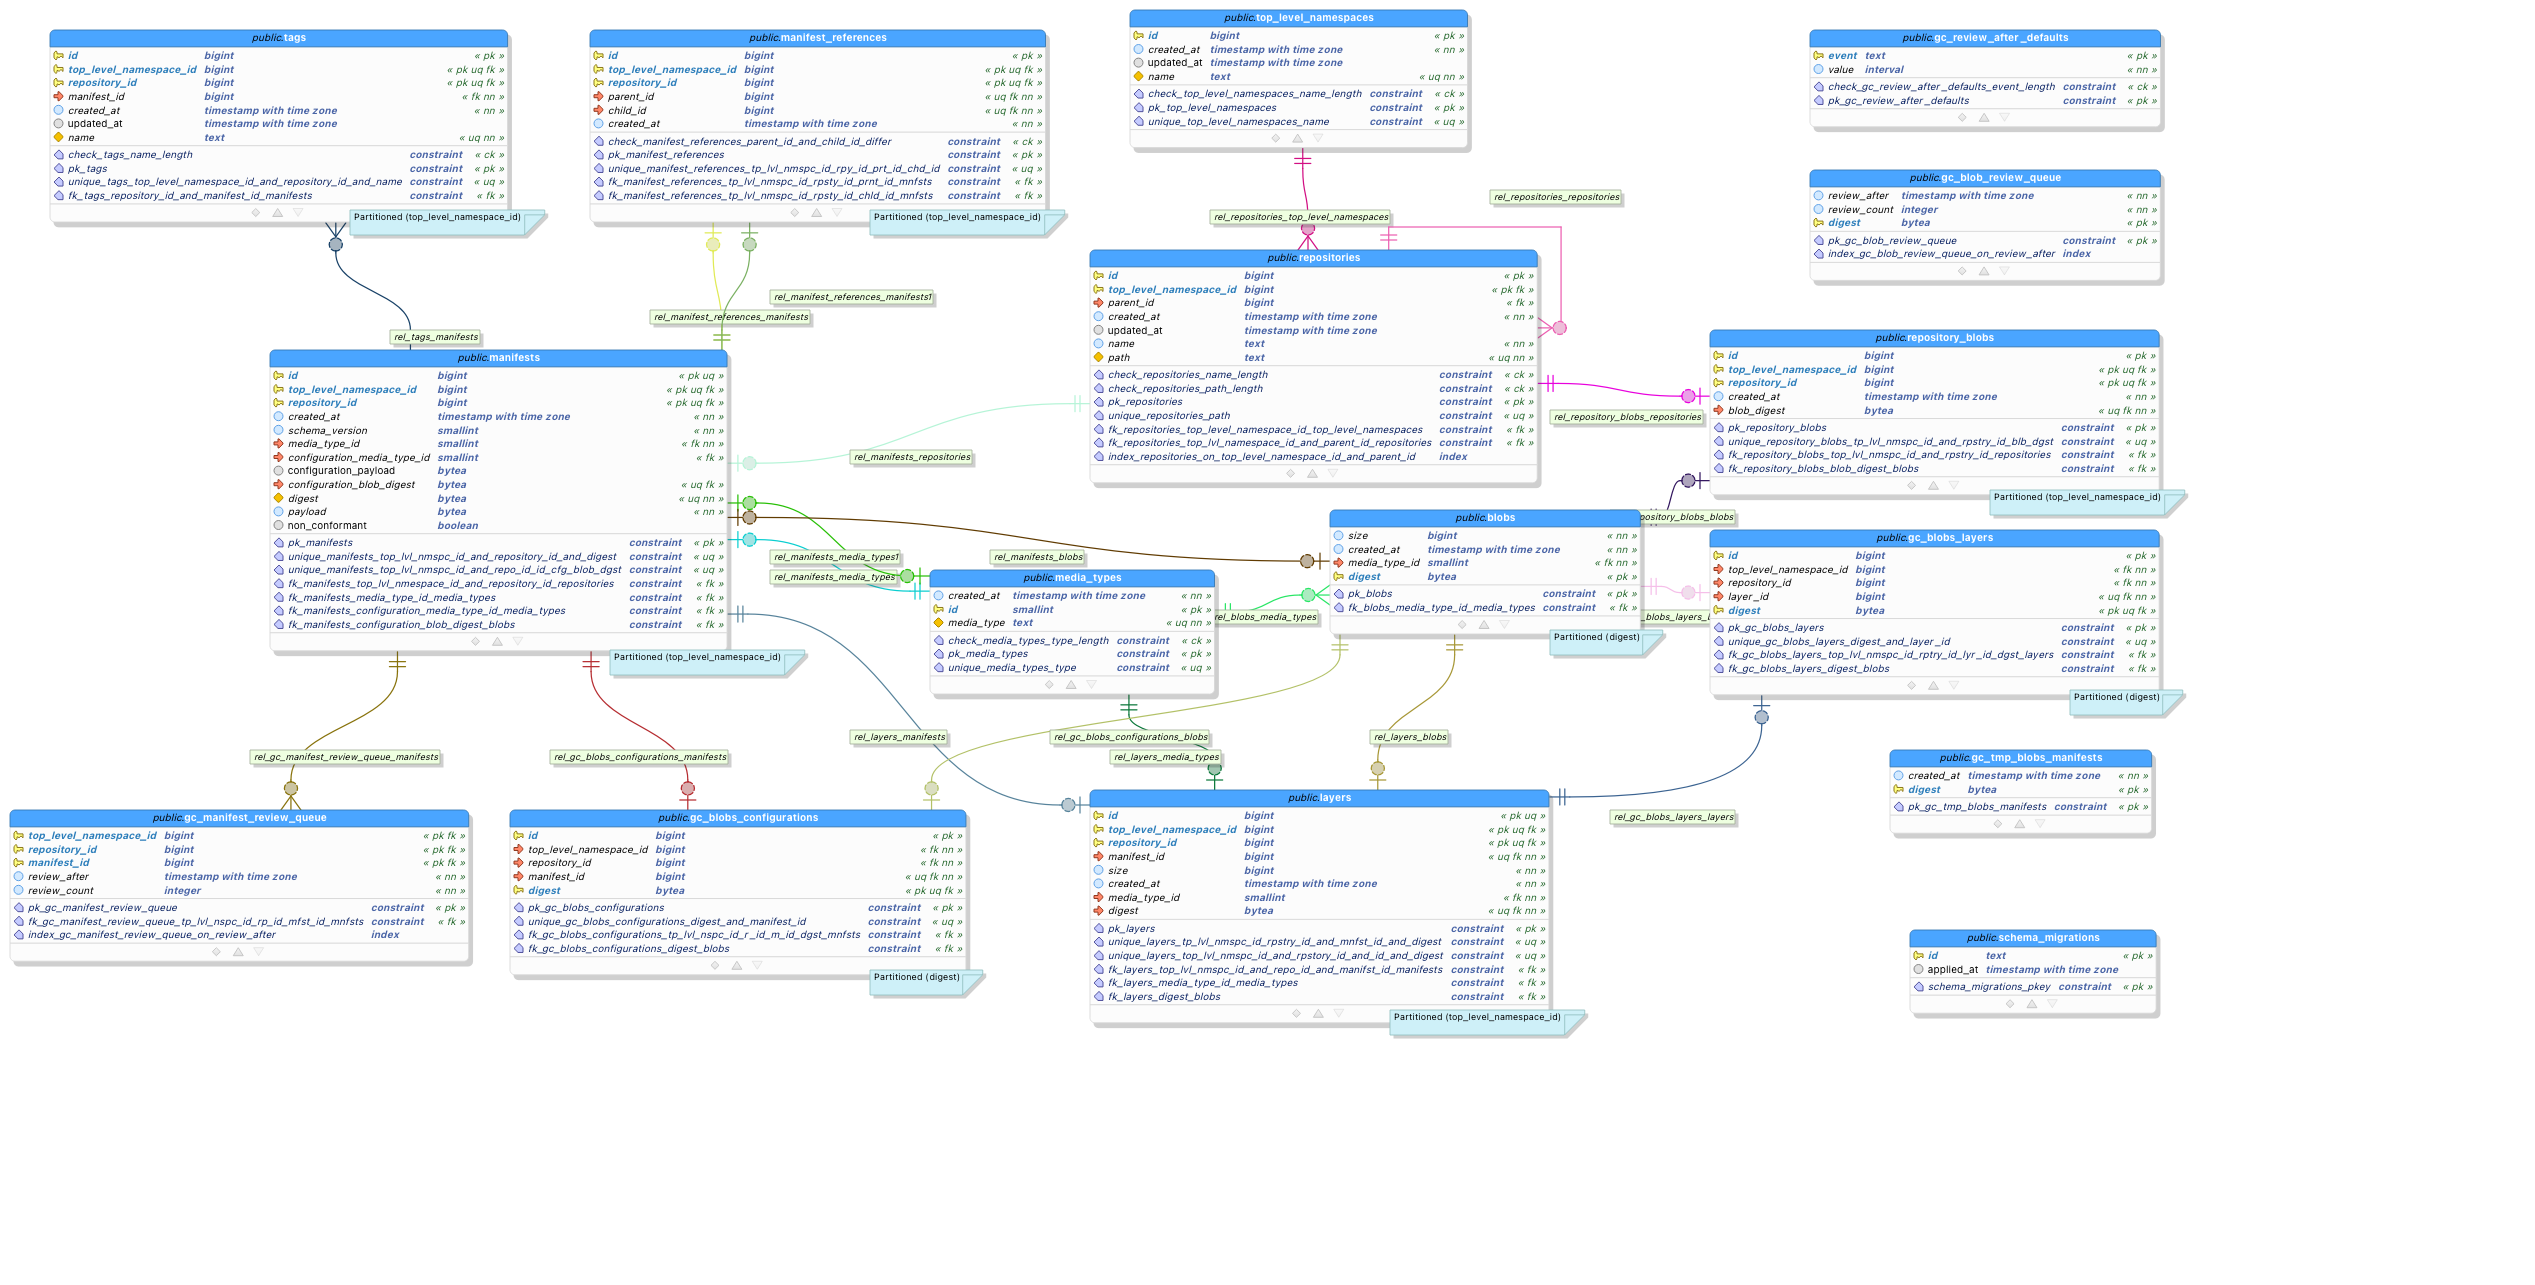 public.tags
id bigint « pk »
top_level_namespace_id bigint « pk uq fk »
repository_id bigint « pk uq fk »
manifest_id bigint « fk nn »
created_at timestamp with time zone « nn »
updated_at timestamp with time zone
name text « uq nn »
check_tags_name_length constraint « ck »
pk_tags constraint « pk »
unique_tags_top_level_namespace_id_and_repository_id_and_name constraint « uq »
fk_tags_repository_id_and_manifest_id_manifests constraint « fk »
Partitioned (top_level_namespace_id)
public.manifest_references
id bigint « pk »
top_level_namespace_id bigint « pk uq fk »
repository_id bigint « pk uq fk »
parent_id bigint « uq fk nn »
child_id bigint « uq fk nn »
created_at timestamp with time zone « nn »
check_manifest_references_parent_id_and_child_id_differ constraint « ck »
pk_manifest_references constraint « pk »
unique_manifest_references_tp_lvl_nmspc_id_rpy_id_prt_id_chd_id constraint « uq »
fk_manifest_references_tp_lvl_nmspc_id_rpsty_id_prnt_id_mnfsts constraint « fk »
fk_manifest_references_tp_lvl_nmspc_id_rpsty_id_chld_id_mnfsts constraint « fk »
Partitioned (top_level_namespace_id)
public.top_level_namespaces
id bigint « pk »
created_at timestamp with time zone « nn »
updated_at timestamp with time zone
name text « uq nn »
check_top_level_namespaces_name_length constraint « ck »
pk_top_level_namespaces constraint « pk »
unique_top_level_namespaces_name constraint « uq »
public.gc_review_after_defaults
event text « pk »
value interval « nn »
check_gc_review_after_defaults_event_length constraint « ck »
pk_gc_review_after_defaults constraint « pk »
public.gc_blob_review_queue
review_after timestamp with time zone « nn »
review_count integer « nn »
digest bytea « pk »
pk_gc_blob_review_queue constraint « pk »
index_gc_blob_review_queue_on_review_after index
rel_repositories_repositories
rel_repositories_top_level_namespaces
rel_manifest_references_manifests1
rel_manifest_references_manifests
rel_tags_manifests
public.repositories
id bigint « pk »
top_level_namespace_id bigint « pk fk »
parent_id bigint « fk »
created_at timestamp with time zone « nn »
updated_at timestamp with time zone
name text « nn »
path text « uq nn »
check_repositories_name_length constraint « ck »
check_repositories_path_length constraint « ck »
pk_repositories constraint « pk »
unique_repositories_path constraint « uq »
fk_repositories_top_level_namespace_id_top_level_namespaces constraint « fk »
fk_repositories_top_lvl_namespace_id_and_parent_id_repositories constraint « fk »
index_repositories_on_top_level_namespace_id_and_parent_id index
public.repository_blobs
id bigint « pk »
top_level_namespace_id bigint « pk uq fk »
repository_id bigint « pk uq fk »
created_at timestamp with time zone « nn »
blob_digest bytea « uq fk nn »
pk_repository_blobs constraint « pk »
unique_repository_blobs_tp_lvl_nmspc_id_and_rpstry_id_blb_dgst constraint « uq »
fk_repository_blobs_top_lvl_nmspc_id_and_rpstry_id_repositories constraint « fk »
fk_repository_blobs_blob_digest_blobs constraint « fk »
Partitioned (top_level_namespace_id)
rel_repository_blobs_repositories
public.manifests
id bigint « pk uq »
top_level_namespace_id bigint « pk uq fk »
repository_id bigint « pk uq fk »
created_at timestamp with time zone « nn »
schema_version smallint « nn »
media_type_id smallint « fk nn »
configuration_media_type_id smallint « fk »
configuration_payload bytea
configuration_blob_digest bytea « uq fk »
digest bytea « uq nn »
payload bytea « nn »
non_conformant boolean
pk_manifests constraint « pk »
unique_manifests_top_lvl_nmspc_id_and_repository_id_and_digest constraint « uq »
unique_manifests_top_lvl_nmspc_id_and_repo_id_id_cfg_blob_dgst constraint « uq »
fk_manifests_top_lvl_nmespace_id_and_repository_id_repositories constraint « fk »
fk_manifests_media_type_id_media_types constraint « fk »
fk_manifests_configuration_media_type_id_media_types constraint « fk »
fk_manifests_configuration_blob_digest_blobs constraint « fk »
Partitioned (top_level_namespace_id)
rel_manifests_repositories
rel_manifests_media_types1
rel_manifests_blobs
rel_manifests_media_types
public.media_types
created_at timestamp with time zone « nn »
id smallint « pk »
media_type text « uq nn »
check_media_types_type_length constraint « ck »
pk_media_types constraint « pk »
unique_media_types_type constraint « uq »
rel_blobs_media_types
public.blobs
size bigint « nn »
created_at timestamp with time zone « nn »
media_type_id smallint « fk nn »
digest bytea « pk »
pk_blobs constraint « pk »
fk_blobs_media_type_id_media_types constraint « fk »
Partitioned (digest)
pository_blobs_blobs
_blobs_layers_
public.gc_blobs_layers
id bigint « pk »
top_level_namespace_id bigint « fk nn »
repository_id bigint « fk nn »
layer_id bigint « uq fk nn »
digest bytea « pk uq fk »
pk_gc_blobs_layers constraint « pk »
unique_gc_blobs_layers_digest_and_layer_id constraint « uq »
fk_gc_blobs_layers_top_lvl_nmspc_id_rptry_id_lyr_id_dgst_layers constraint « fk »
fk_gc_blobs_layers_digest_blobs constraint « fk »
Partitioned (digest)
rel_layers_manifests
rel_gc_blobs_configurations_blobs
rel_layers_blobs
rel_gc_manifest_review_queue_manifests
rel_gc_blobs_configurations_manifests
rel_layers_media_types
rel_gc_blobs_layers_layers
public.gc_tmp_blobs_manifests
created_at timestamp with time zone « nn »
digest bytea « pk »
pk_gc_tmp_blobs_manifests constraint « pk »
public.gc_manifest_review_queue
top_level_namespace_id bigint « pk fk »
repository_id bigint « pk fk »
manifest_id bigint « pk fk »
review_after timestamp with time zone « nn »
review_count integer « nn »
pk_gc_manifest_review_queue constraint « pk »
fk_gc_manifest_review_queue_tp_lvl_nspc_id_rp_id_mfst_id_mnfsts constraint « fk »
index_gc_manifest_review_queue_on_review_after index
public.gc_blobs_configurations
id bigint « pk »
top_level_namespace_id bigint « fk nn »
repository_id bigint « fk nn »
manifest_id bigint « uq fk nn »
digest bytea « pk uq fk »
pk_gc_blobs_configurations constraint « pk »
unique_gc_blobs_configurations_digest_and_manifest_id constraint « uq »
fk_gc_blobs_configurations_tp_lvl_nspc_id_r_id_m_id_dgst_mnfsts constraint « fk »
fk_gc_blobs_configurations_digest_blobs constraint « fk »
Partitioned (digest)
public.layers
id bigint « pk uq »
top_level_namespace_id bigint « pk uq fk »
repository_id bigint « pk uq fk »
manifest_id bigint « uq fk nn »
size bigint « nn »
created_at timestamp with time zone « nn »
media_type_id smallint « fk nn »
digest bytea « uq fk nn »
pk_layers constraint « pk »
unique_layers_tp_lvl_nmspc_id_rpstry_id_and_mnfst_id_and_digest constraint « uq »
unique_layers_top_lvl_nmspc_id_and_rpstory_id_and_id_and_digest constraint « uq »
fk_layers_top_lvl_nmspc_id_and_repo_id_and_manifst_id_manifests constraint « fk »
fk_layers_media_type_id_media_types constraint « fk »
fk_layers_digest_blobs constraint « fk »
Partitioned (top_level_namespace_id)
public.schema_migrations
id text « pk »
applied_at timestamp with time zone
schema_migrations_pkey constraint « pk »